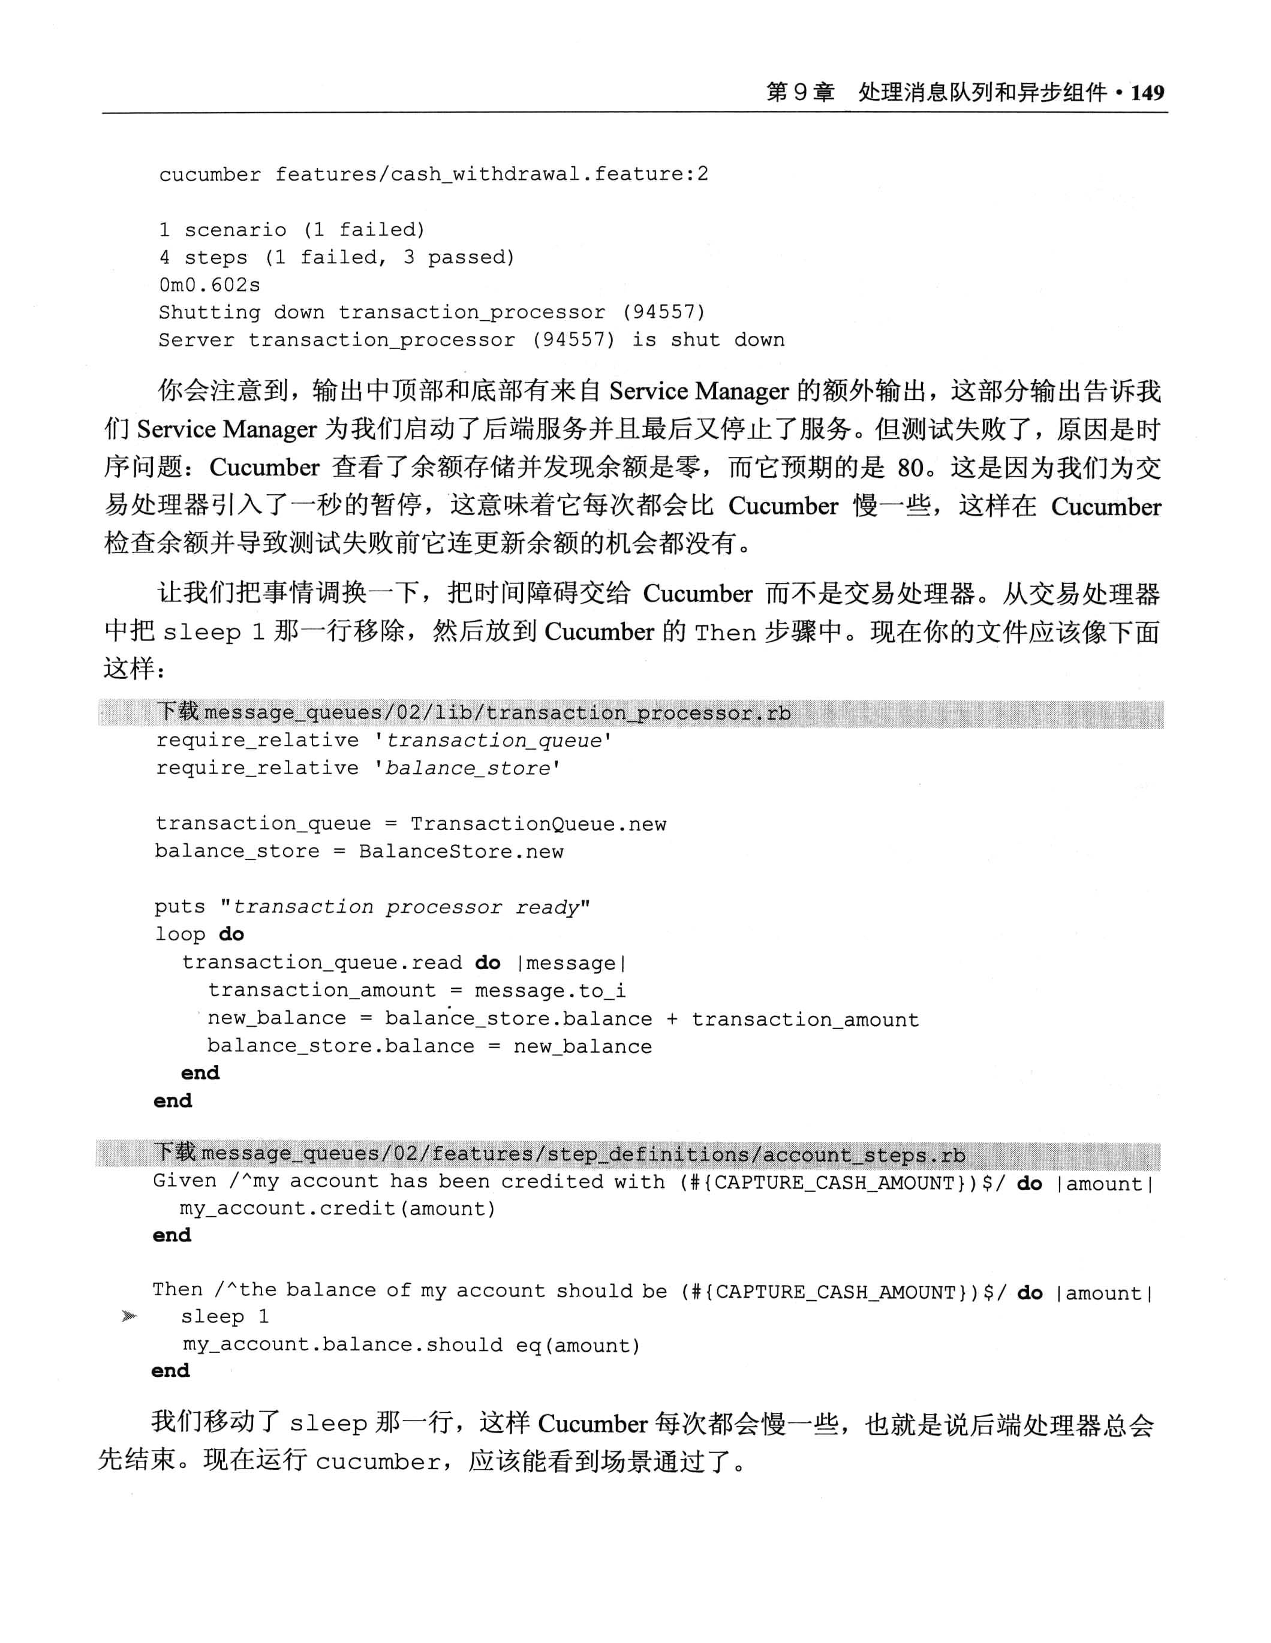 第 9 章　处理消息队列和异步组件 • 149
cucumber features/cash_withdrawal.feature:2
1 scenario (1 failed)
4 steps (1 failed, 3 passed)
0m0.602s
Shutting down transaction_processor (94557)
Server transaction_processor (94557) is shut down
你会注意到，输出中顶部和底部有来自 Service Manager 的额外输出，这部分输出告诉我
们 Service Manager 为我们启动了后端服务并且最后又停止了服务。但测试失败了，原因是时
序问题：Cucumber 查看了余额存储并发现余额是零，而它预期的是 80。这是因为我们为交
易处理器引入了一秒的暂停，这意味着它每次都会比 Cucumber 慢一些，这样在 Cucumber
检查余额并导致测试失败前它连更新余额的机会都没有。
让我们把事情调换一下，把时间障碍交给 Cucumber 而不是交易处理器。从交易处理器
中把 sleep 1 那一行移除，然后放到 Cucumber 的 Then 步骤中。现在你的文件应该像下面
这样：
下载 message_queues/02/lib/transaction_processor.rb
require_relative 'transaction_queue'
require_relative 'balance_store'
transaction_queue = TransactionQueue.new
balance_store = BalanceStore.new
puts "transaction processor ready"
loop do
  transaction_queue.read do |message|
    transaction_amount = message.to_i
    new_balance = balance_store.balance + transaction_amount
    balance_store.balance = new_balance
  end
end
下载 message_queues/02/features/step_definitions/account_steps.rb
Given /^my account has been credited with (#{CAPTURE_CASH_AMOUNT})$/ do |amount|
  my_account.credit(amount)
end
Then /^the balance of my account should be (#{CAPTURE_CASH_AMOUNT})$/ do |amount|
➤  sleep 1
  my_account.balance.should eq(amount)
end
我们移动了 sleep 那一行，这样 Cucumber 每次都会慢一些，也就是说后端处理器总会
先结束。现在运行 cucumber，应该能看到场景通过了。